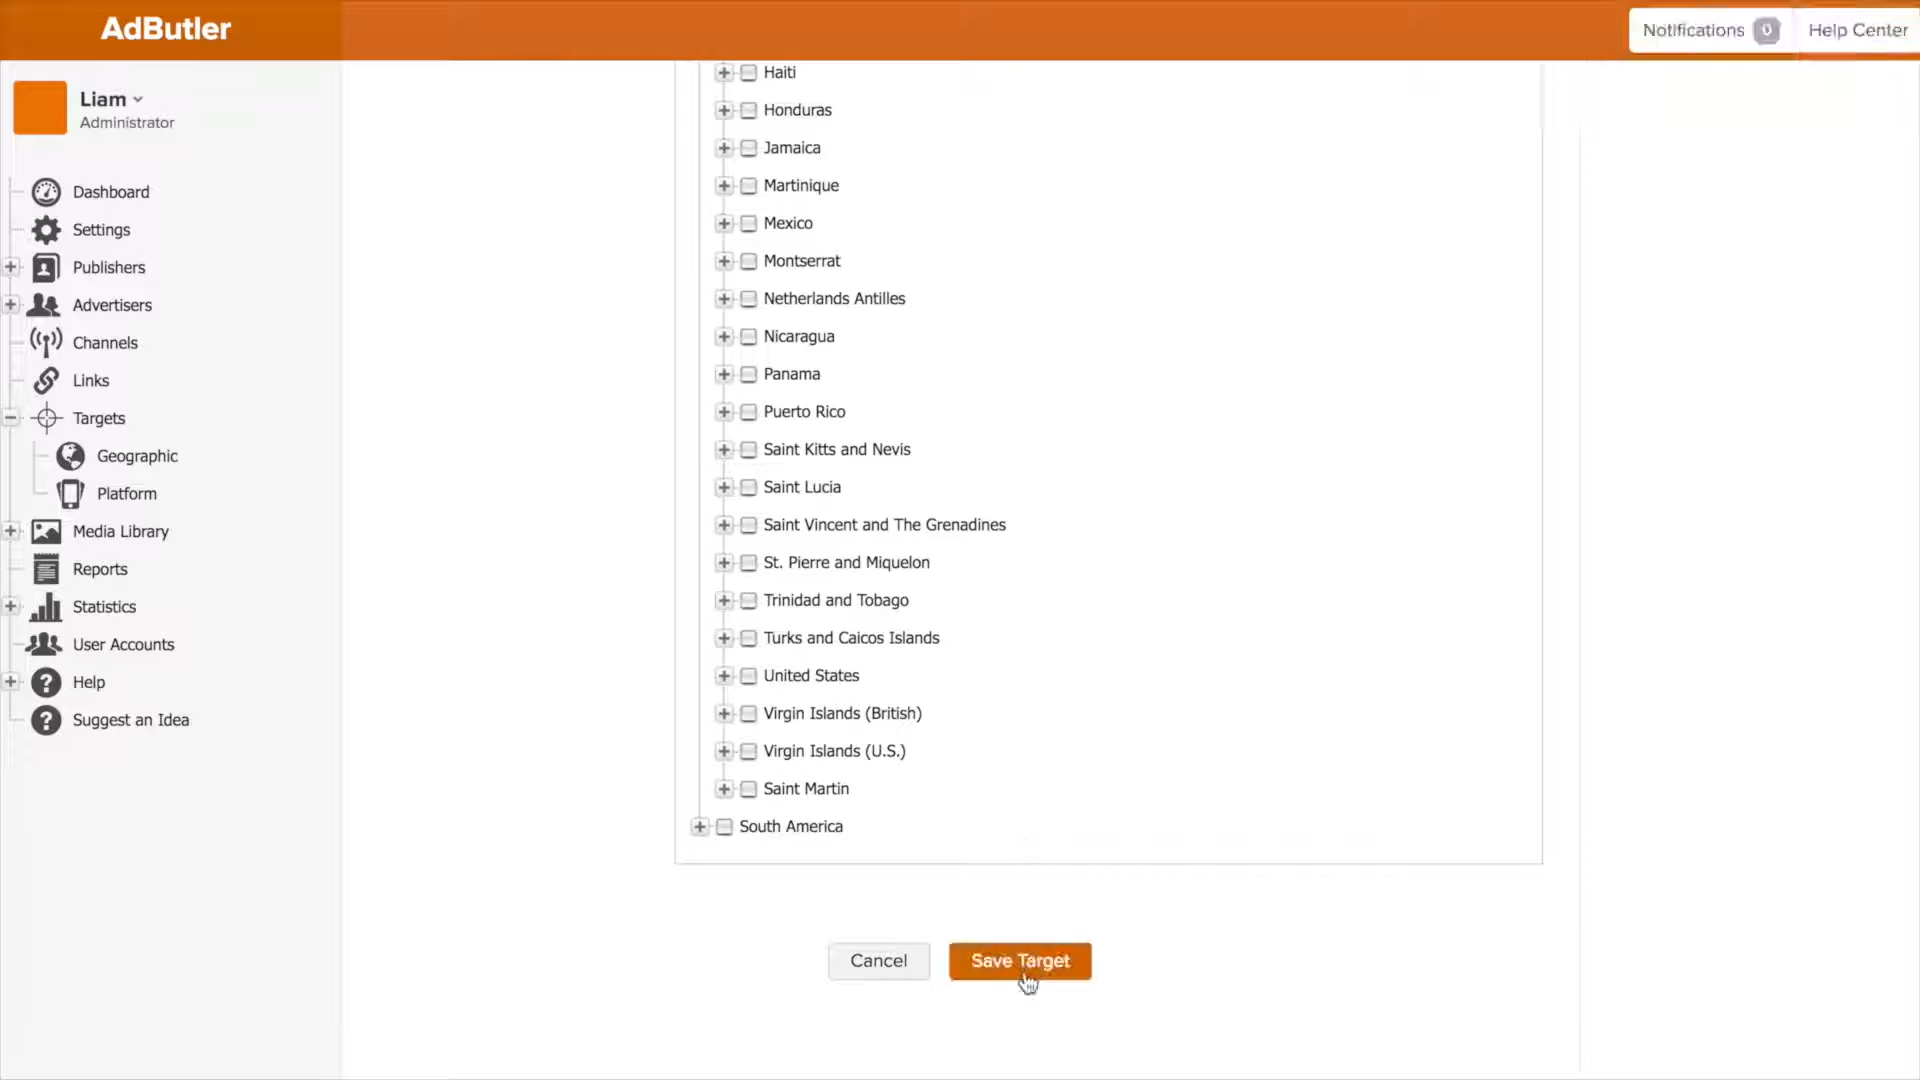 AdButler
Notifications 0 Help Center
Liam
Administrator
Dashboard
Settings
Publishers
Advertisers
Channels
Links
Targets
Geographic
Platform
Media Library
Reports
Statistics
User Accounts
Help
Suggest an Idea
Haiti
Honduras
Jamaica
Martinique
Mexico
Montserrat
Netherlands Antilles
Nicaragua
Panama
Puerto Rico
Saint Kitts and Nevis
Saint Lucia
Saint Vincent and The Grenadines
St. Pierre and Miquelon
Trinidad and Tobago
Turks and Caicos Islands
United States
Virgin Islands (British)
Virgin Islands (U.S.)
Saint Martin
South America
Cancel Save Target